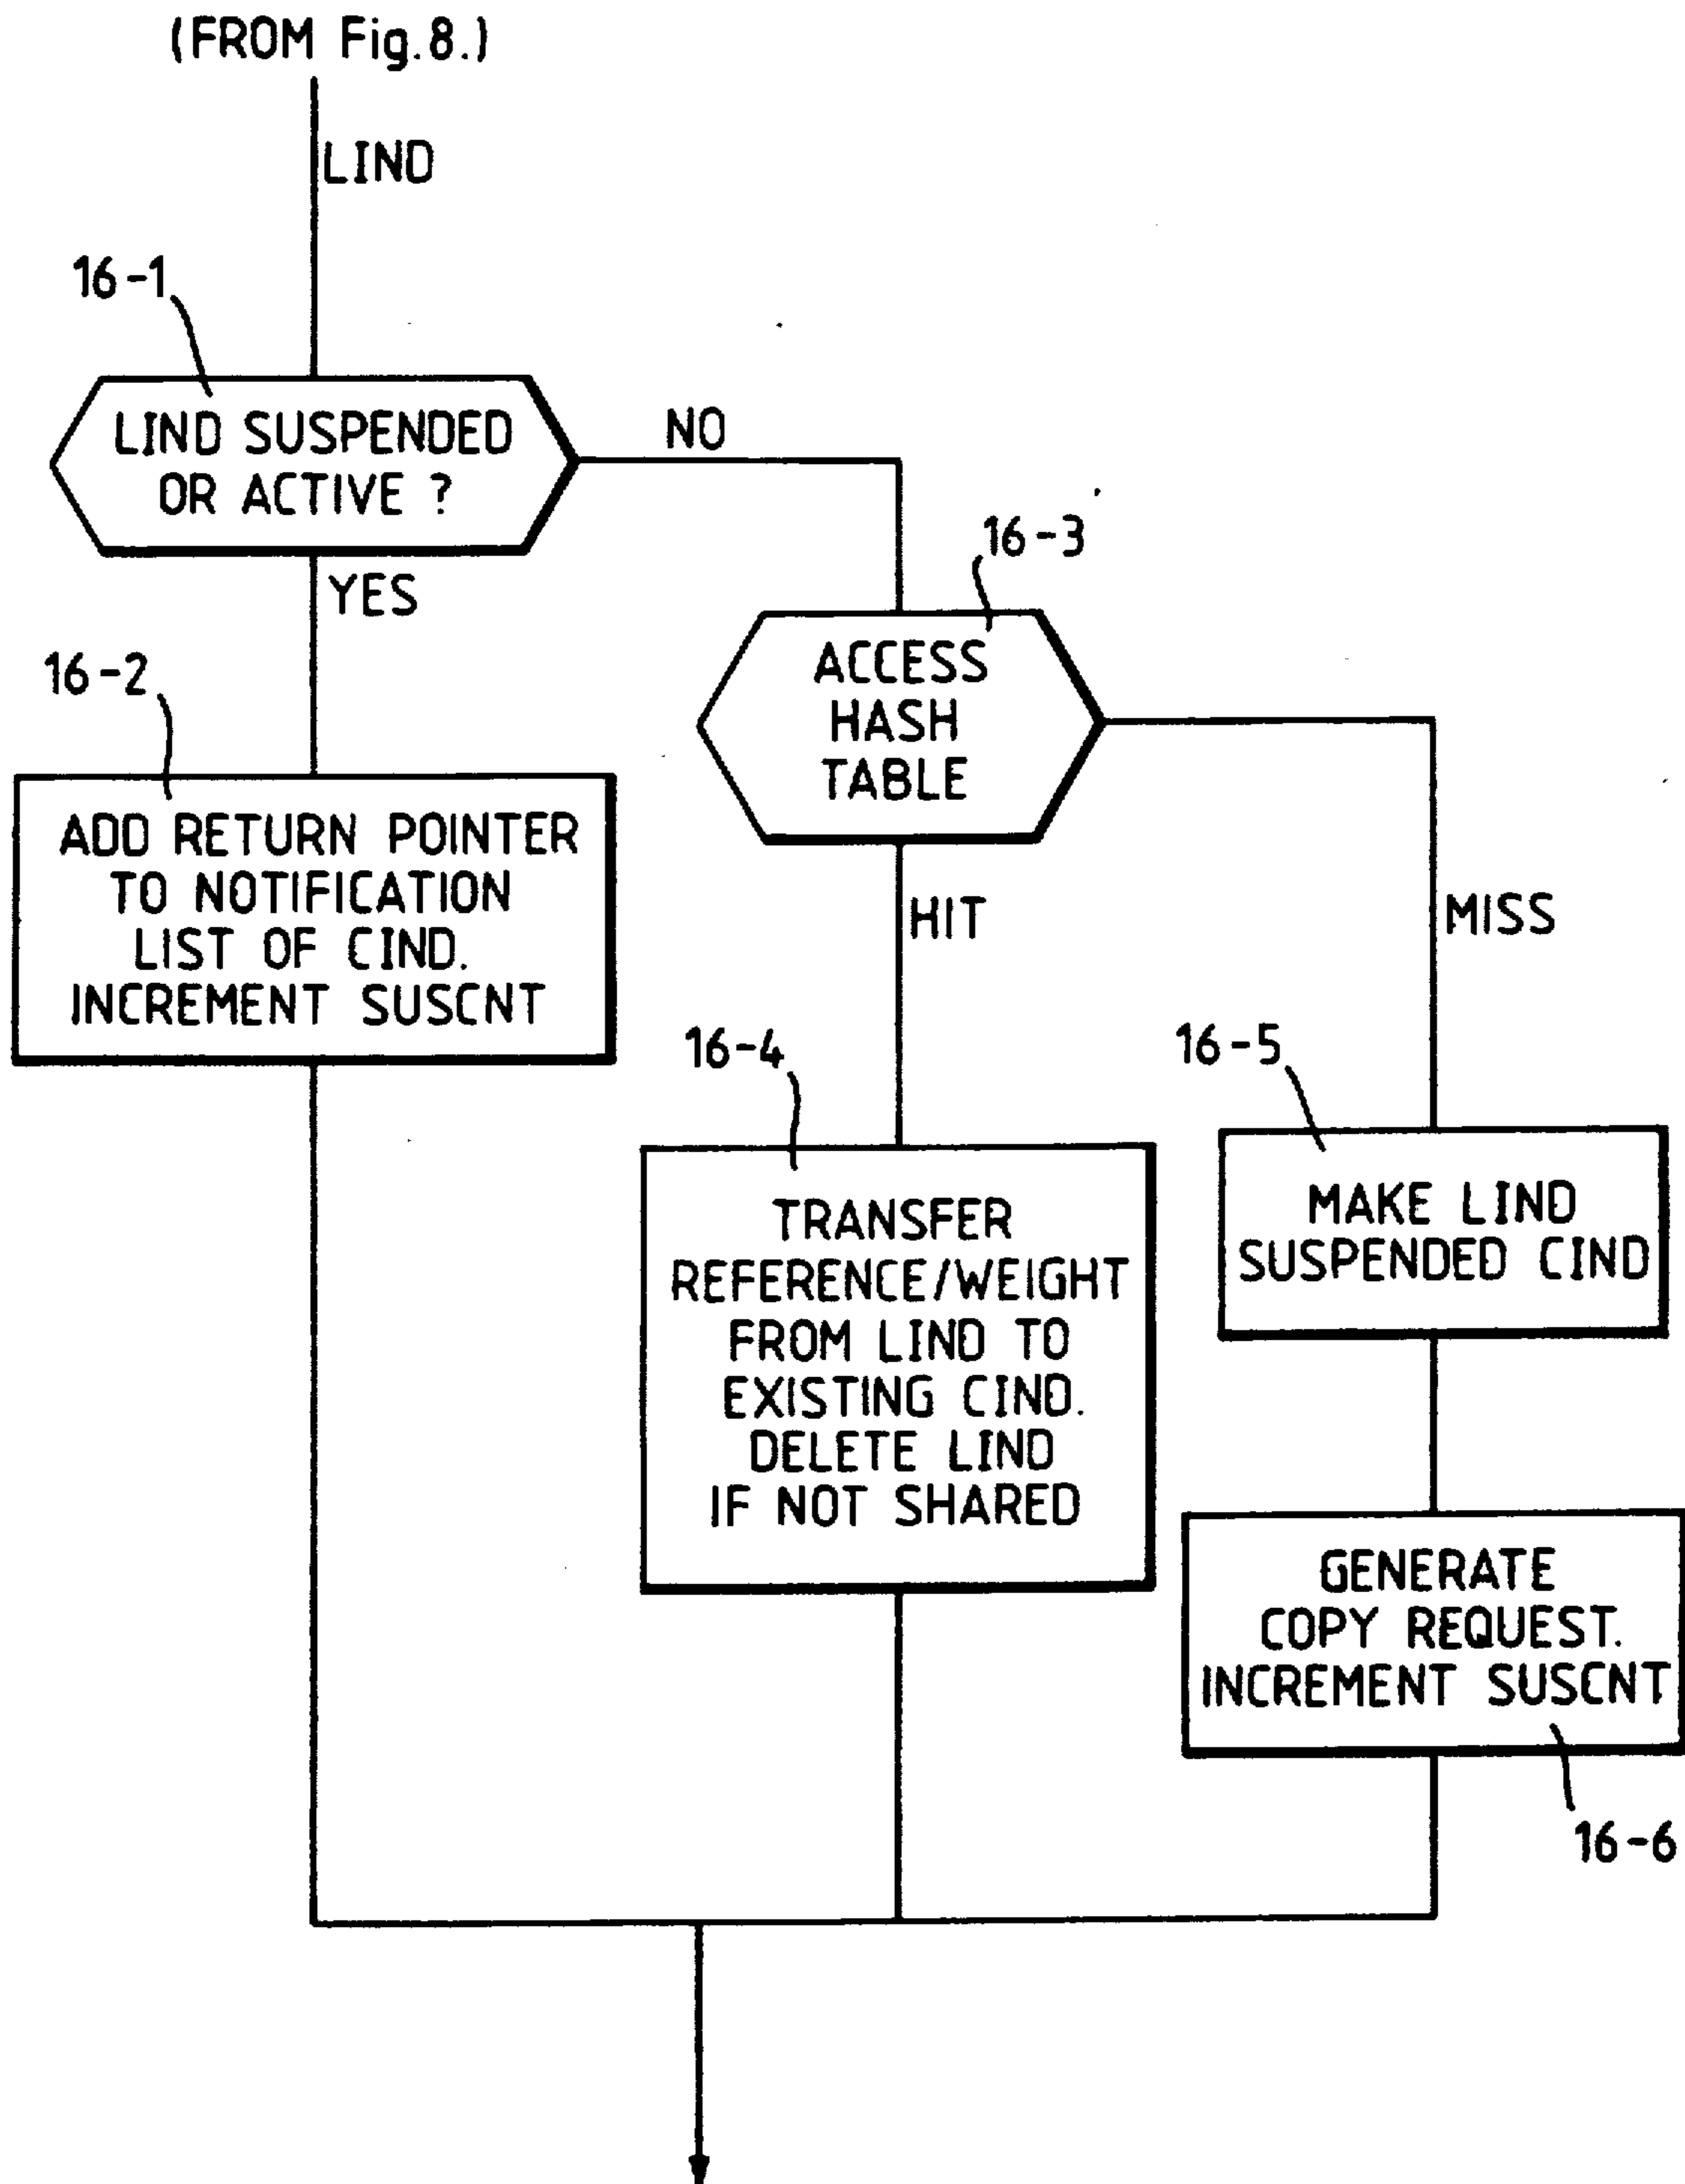 (FROM Fig.8.)
LIND
16-1
LIND SUSPENDED
OR ACTIVE ?
NO
YES
16-3
ACCESS
HASH
TABLE
16-2
ADD RETURN POINTER
TO NOTIFICATION
LIST OF CIND.
INCREMENT SUSCNT
HIT
MISS
16-4
TRANSFER
REFERENCE/WEIGHT
FROM LIND TO
EXISTING CIND.
DELETE LIND
IF NOT SHARED
16-5
MAKE LIND
SUSPENDED CIND
GENERATE
COPY REQUEST.
INCREMENT SUSCNT
16-6